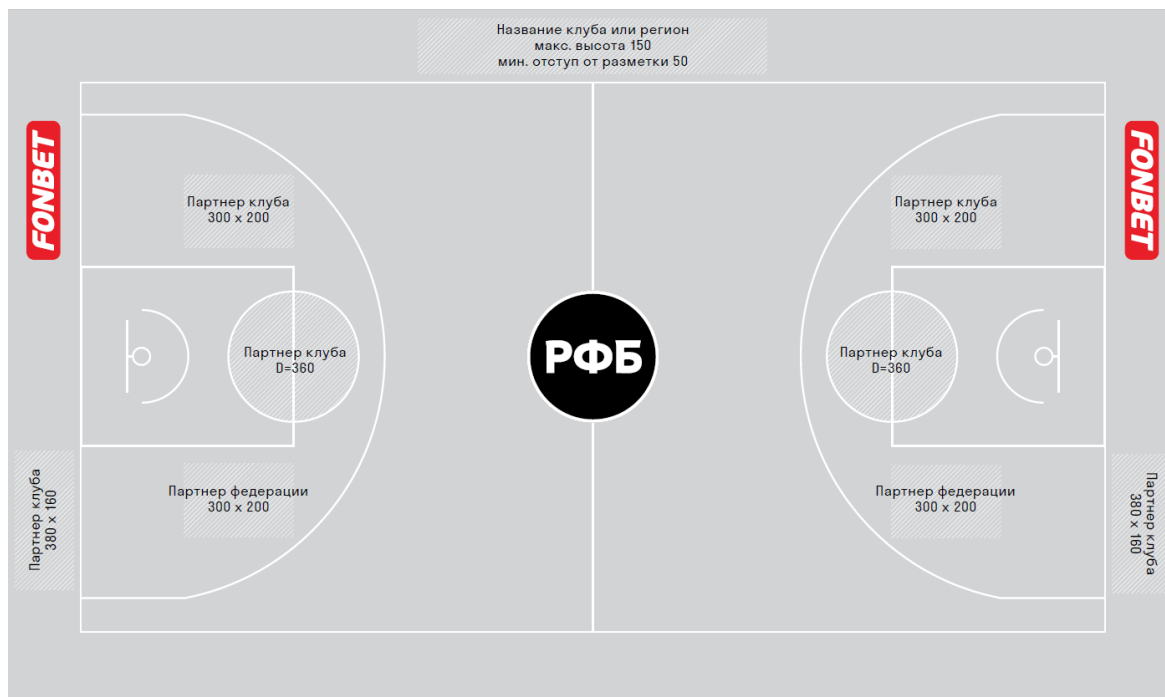 Название клуба или регион
макс. высота 150
мин. отступ от разметки 50
FONBET
FONBET
Партнер клуба
300 x 200
Партнер клуба
300 x 200
Партнер клуба
D=360
РФБ
Партнер клуба
D=360
Партнер клуба
380 x 160
Партнер федерации
300 x 200
Партнер федерации
300 x 200
Партнер клуба
380 x 160